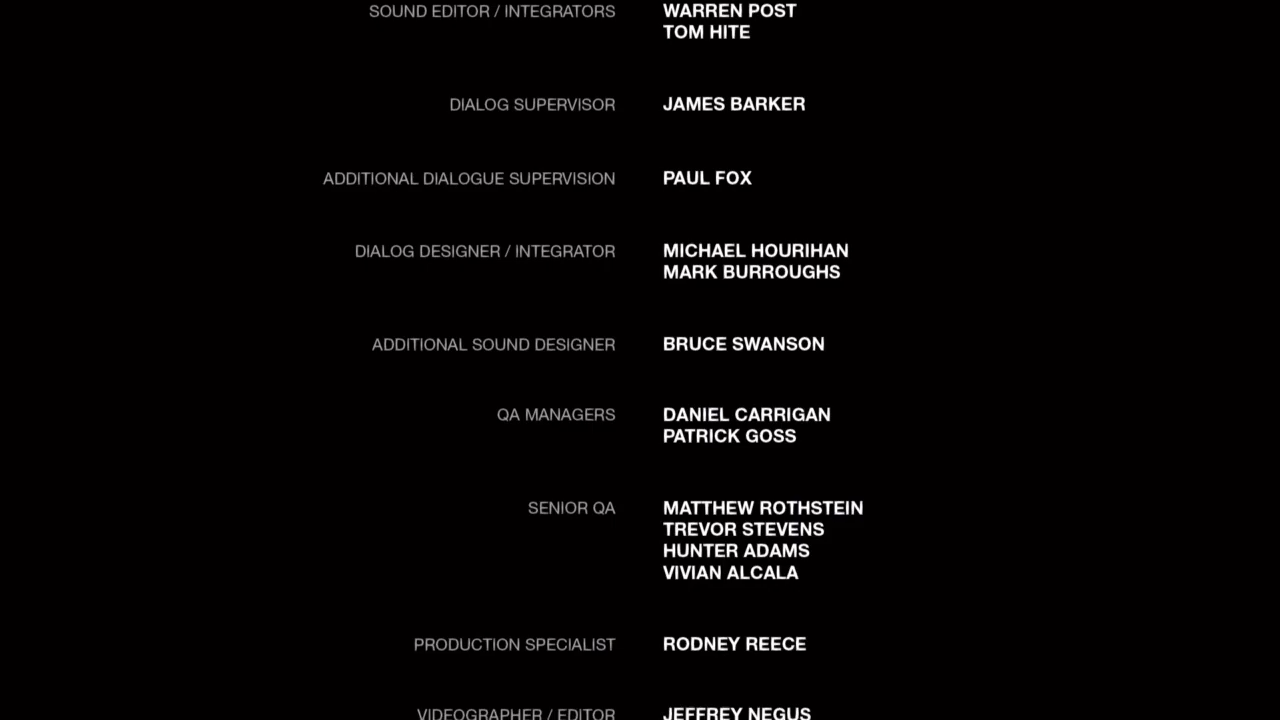 SOUND EDITOR / INTEGRATORS WARREN POST
TOM HITE
DIALOG SUPERVISOR JAMES BARKER
ADDITIONAL DIALOGUE SUPERVISION PAUL FOX
DIALOG DESIGNER / INTEGRATOR MICHAEL HOURIHAN
MARK BURROUGHS
ADDITIONAL SOUND DESIGNER BRUCE SWANSON
QA MANAGERS DANIEL CARRIGAN
PATRICK GOSS
SENIOR QA MATTHEW ROTHSTEIN
TREVOR STEVENS
HUNTER ADAMS
VIVIAN ALCALA
PRODUCTION SPECIALIST RODNEY REECE
VIDEOGRAPHER / EDITOR JEFFREY NEGUS